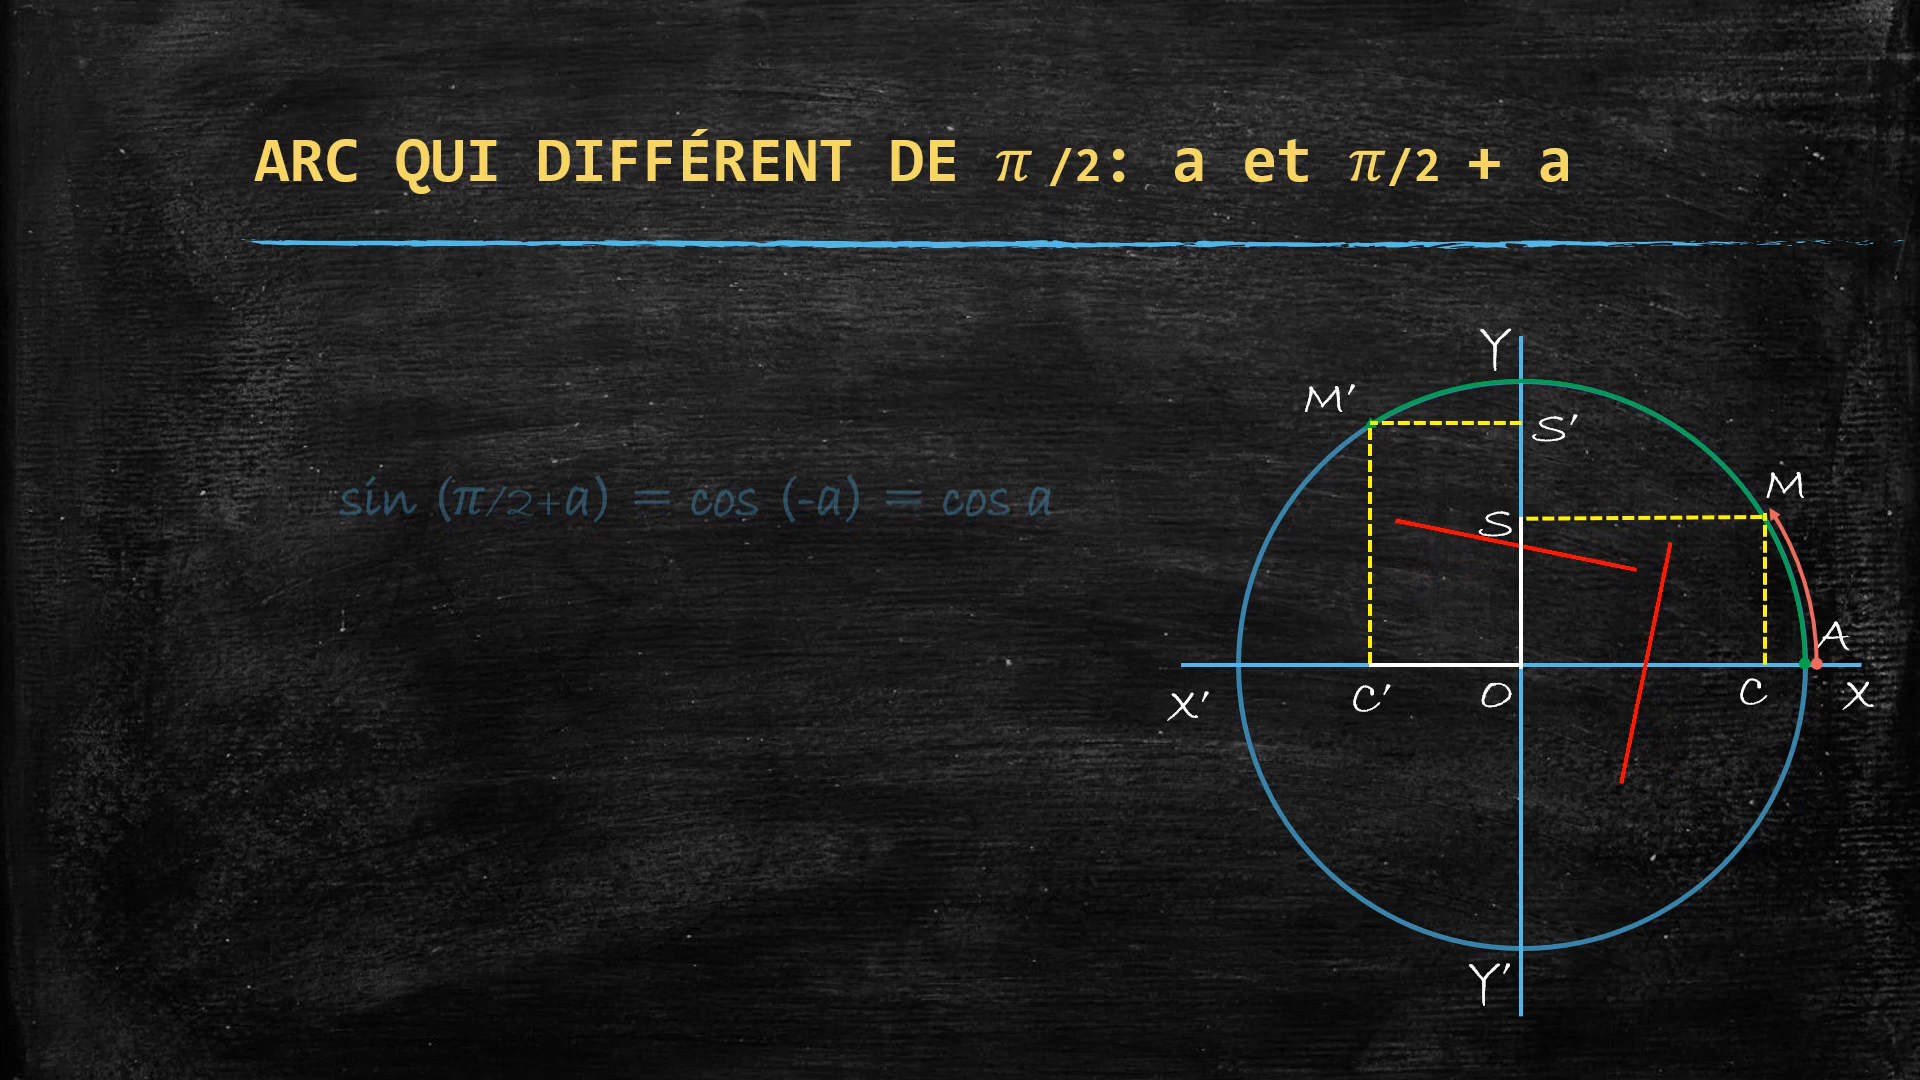 ARC QUI DIFFÉRENT DE π /2: a et π/2 + a
sin (π/2+a) = cos (-a) = cos a
Y
M'
S'
M
S
A
X'
C'
O
C
X
Y'